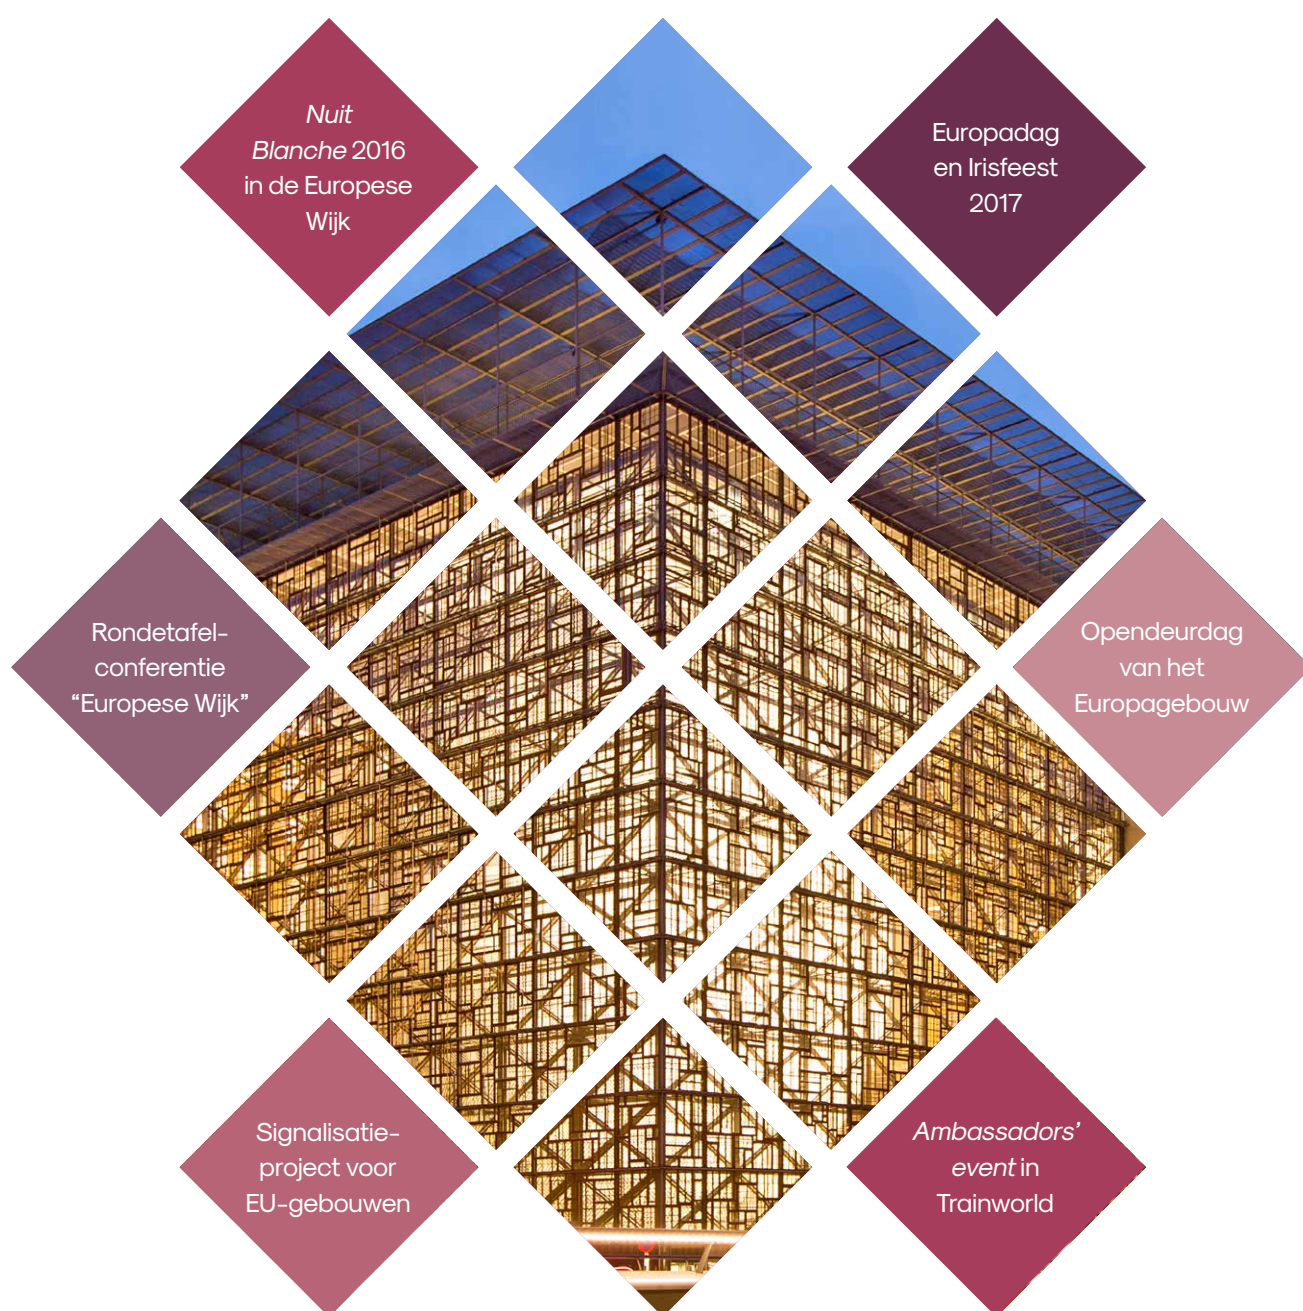 Nuit
Blanche 2016
in de Europese
Wijk
Europadag
en Irisfeest
2017
Rondetafel-
conferentie
“Europese Wijk”
Opendeurdag
van het
Europagebouw
Signalisatie-
project voor
EU-gebouwen
Ambassadors’
event in
Trainworld